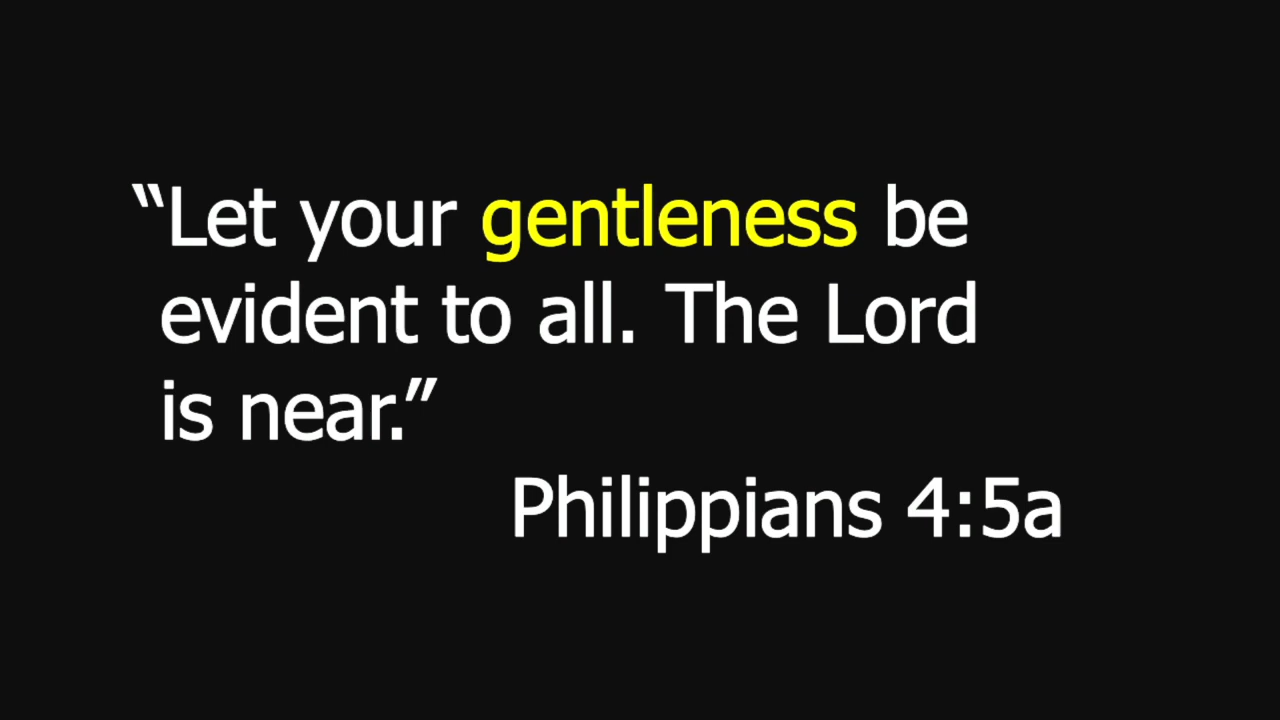 “Let your gentleness be
evident to all. The Lord
is near.”
Philippians 4:5a